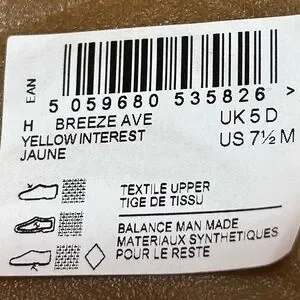 EAN
5 059680 535826 >
H BREEZE AVE UK 5 D
YELLOW INTEREST US 7½ M
JAUNE
TEXTILE UPPER
TIGE DE TISSU
BALANCE MAN MADE
MATERIAUX SYNTHETIQUES
POUR LE RESTE